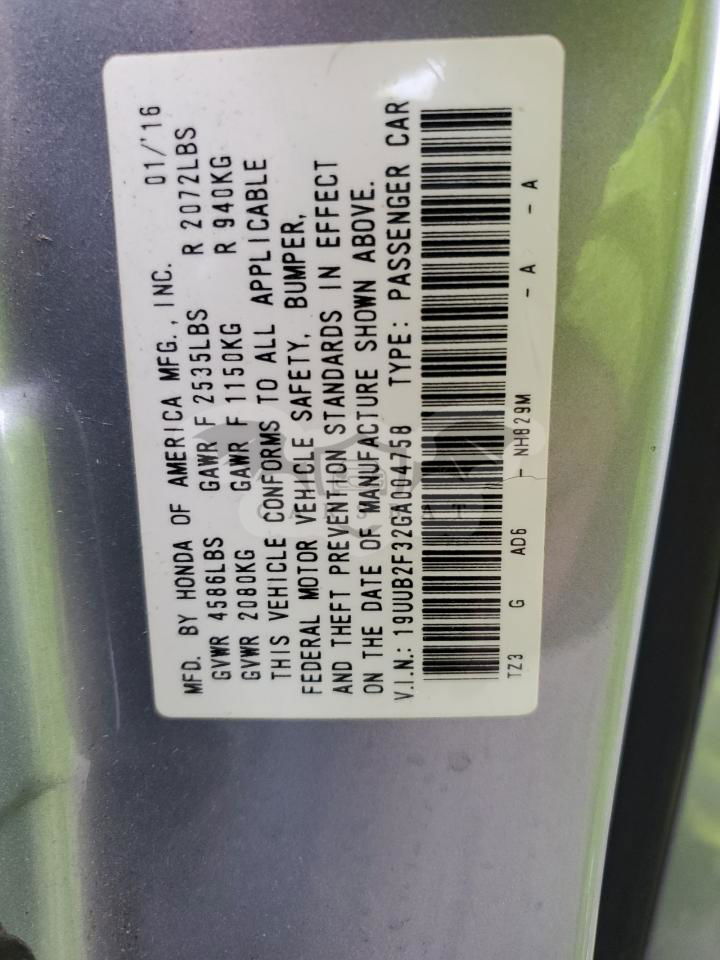 MFD. BY HONDA OF AMERICA MFG., INC. 01/'16
GVWR 4586LBS GAWR F 2535LBS R 2072LBS
GVWR 2080KG GAWR F 1150KG R 940KG
THIS VEHICLE CONFORMS TO ALL APPLICABLE
FEDERAL MOTOR VEHICLE SAFETY, BUMPER,
AND THEFT PREVENTION STANDARDS IN EFFECT
ON THE DATE OF MANUFACTURE SHOWN ABOVE.
V.I.N.: 19UUB2F32GA004758 TYPE: PASSENGER CAR
TZ3 G AD6 - NH829M - A - A